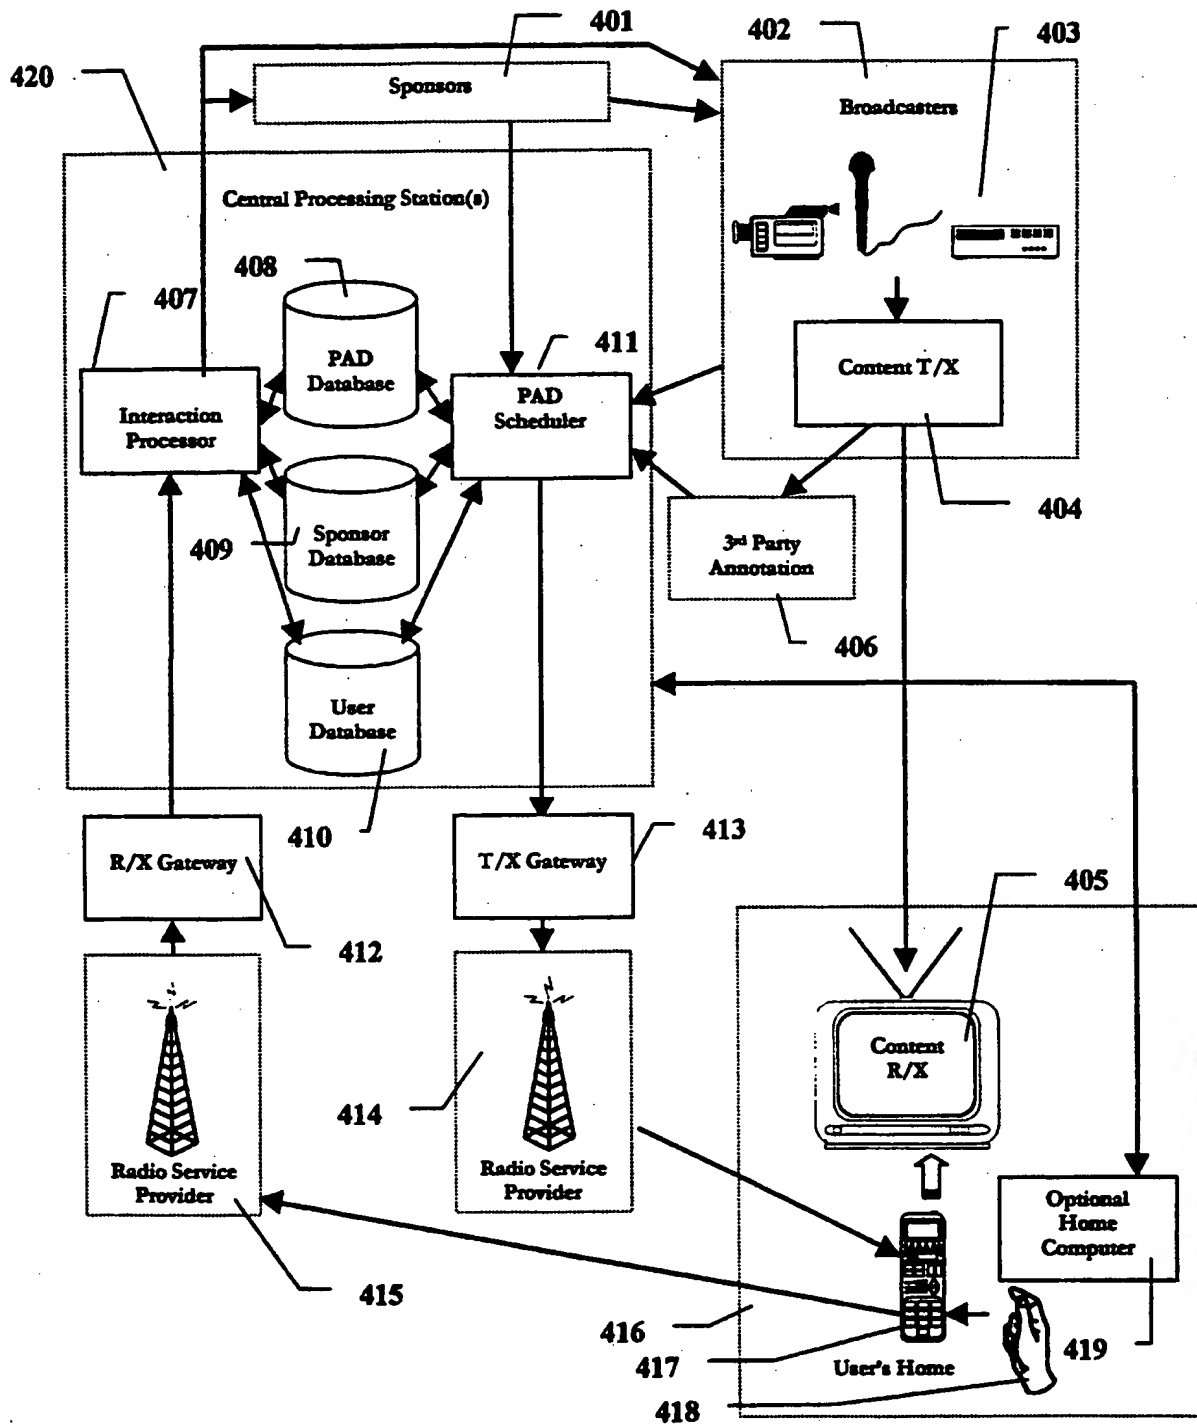 401
402
403
420
Sponsors
Broadcasters
Central Processing Station(s)
408
407
411
PAD
Database
PAD
Scheduler
Content T/X
Interaction
Processor
404
409
Sponsor
Database
3rd Party
Annotation
406
User
Database
410
413
R/X Gateway
T/X Gateway
405
412
Content
R/X
414
Radio Service
Provider
Radio Service
Provider
Optional
Home
Computer
415
416
417
User's Home
419
418